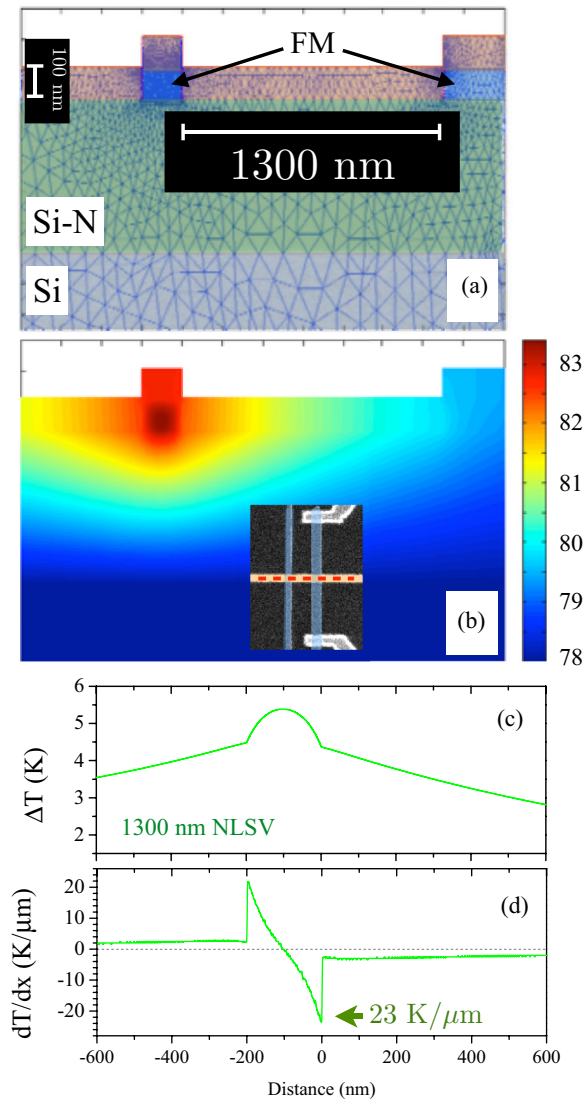 FM
100 nm
1300 nm
Si-N
Si
(a)
83
82
81
80
79
78
(b)
6
5
4
3
2
ΔT (K)
(c)
1300 nm NLSV
20
10
0
-10
-20
dT/dx (K/μm)
(d)
23 K/μm
-600 -400 -200 0 200 400 600
Distance (nm)